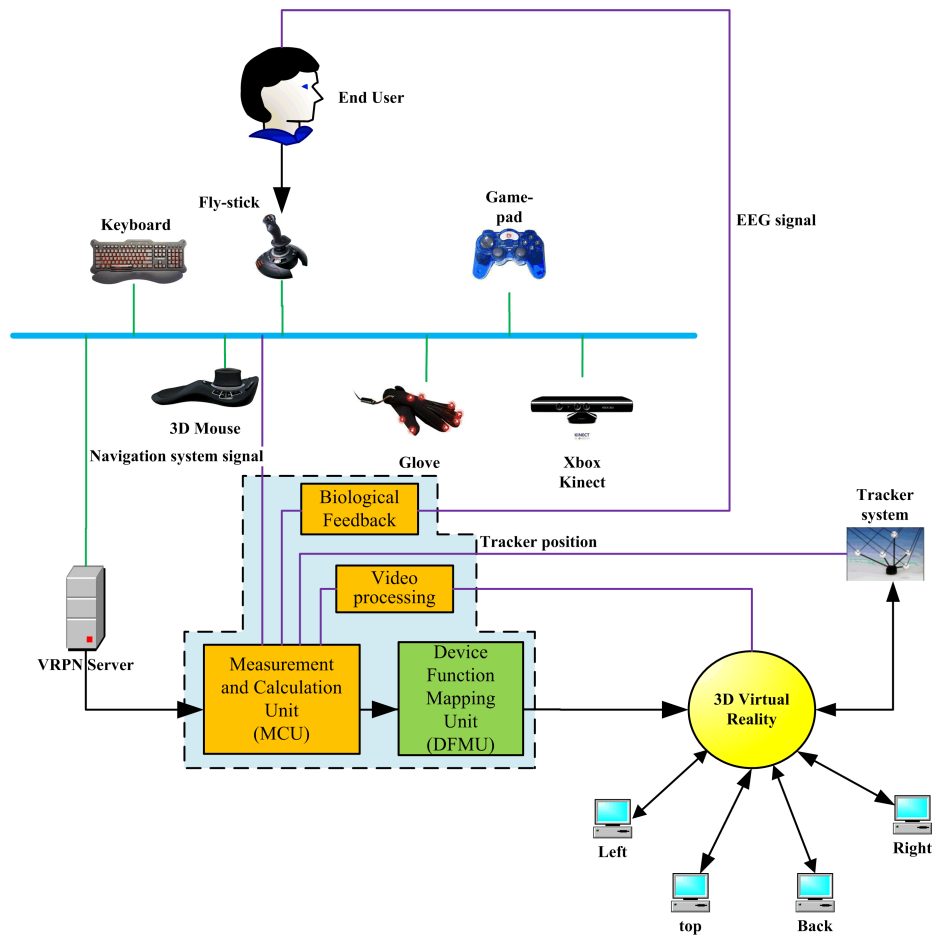 End User
Fly-stick
Game-
pad
Keyboard
EEG signal
3D Mouse
Navigation system signal
Glove
Xbox
Kinect
KINECT
Biological
Feedback
Tracker
system
Tracker position
Video
processing
VRPN Server
Measurement
and Calculation
Unit
(MCU)
Device
Function
Mapping
Unit
(DFMU)
3D Virtual
Reality
Left
Right
top
Back